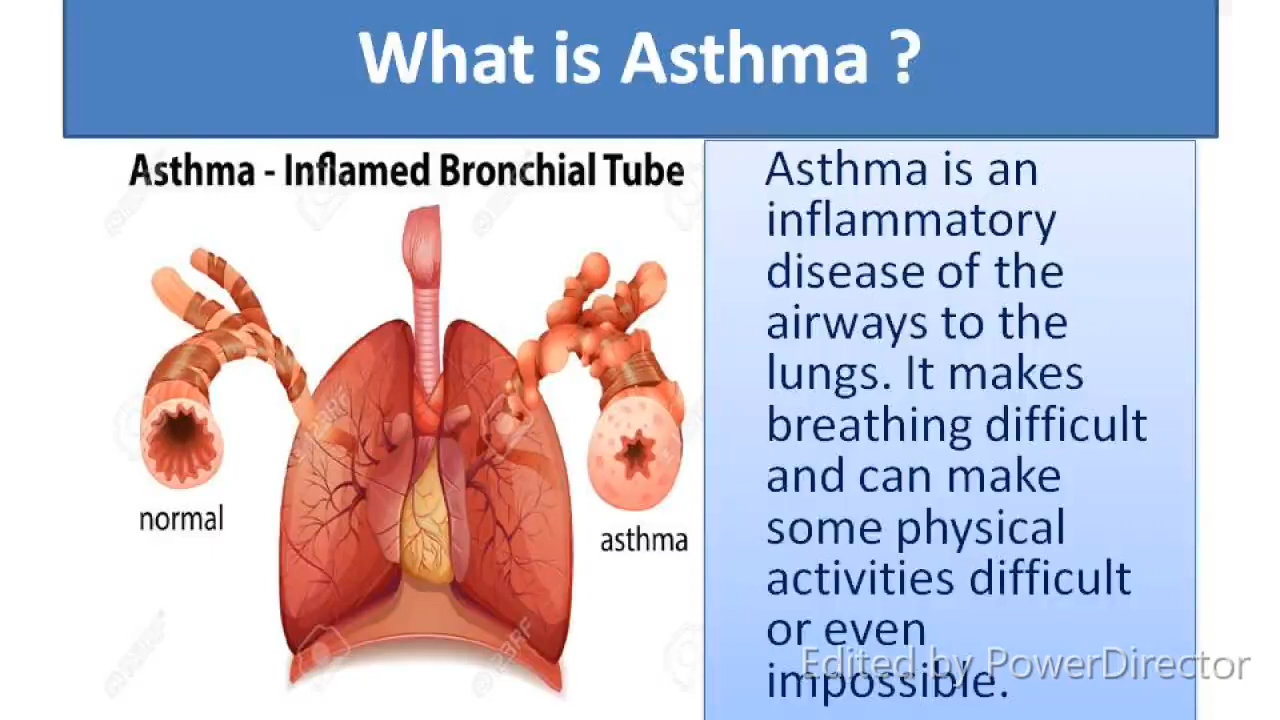 What is Asthma ?
Asthma - Inflamed Bronchial Tube
normal
asthma
Asthma is an
inflammatory
disease of the
airways to the
lungs. It makes
breathing difficult
and can make
some physical
activities difficult
or even
impossible.
Edited by PowerDirector
123RF